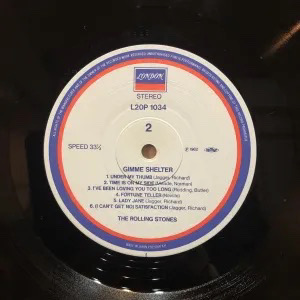 LONDON
STEREO
L20P 1034
2
SPEED 33⅓
GIMME SHELTER
1. UNDER MY THUMB (Jagger, Richard)
2. TIME IS ON MY SIDE (Meade, Norman)
3. I'VE BEEN LOVING YOU TOO LONG (Redding, Butler)
4. FORTUNE TELLER (Neville)
5. LADY JANE (Jagger, Richard)
6. (I CAN'T GET NO) SATISFACTION (Jagger, Richard)
THE ROLLING STONES